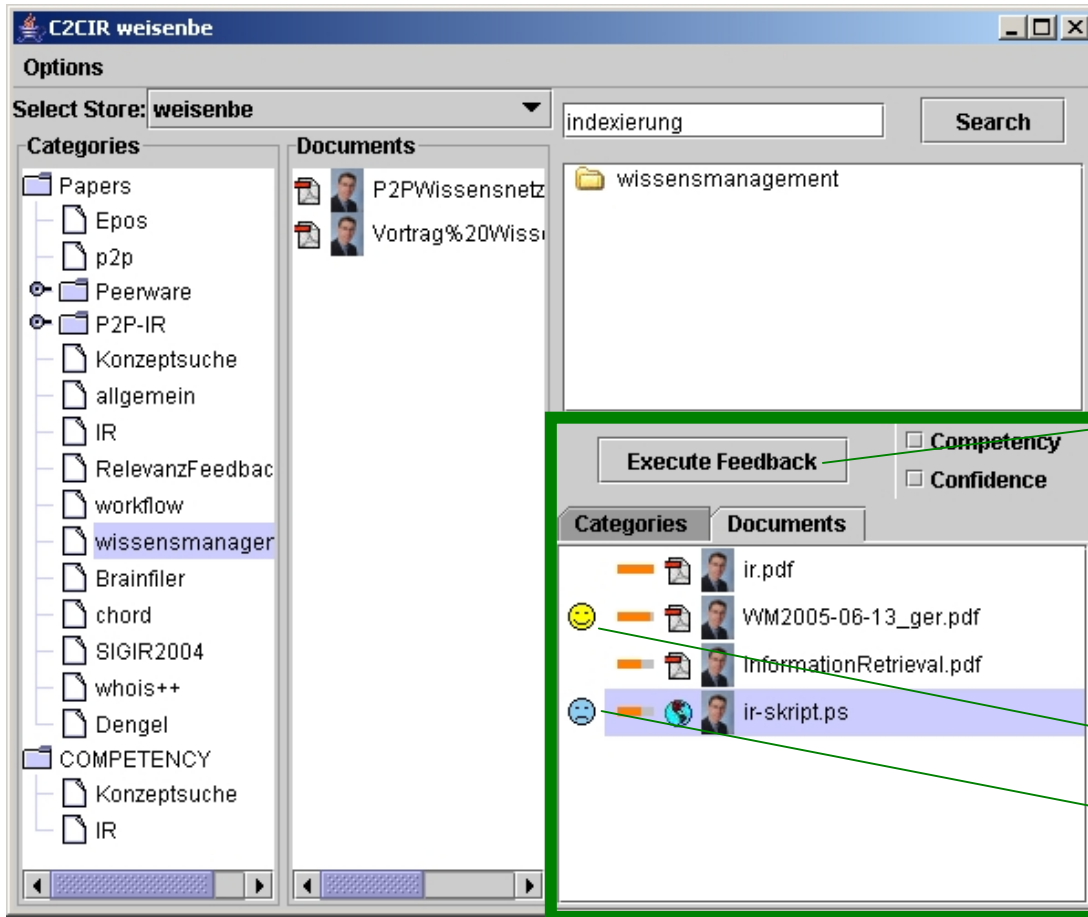 C2CIR weisenbe
Options
Select Store: weisenbe
indexierung
Search
Categories
Papers
Epos
p2p
Peerware
P2P-IR
Konzeptsuche
allgemein
IR
RelevanzFeedbac
workflow
wissensmanager
Brainfiler
chord
SIGIR2004
whois++
Dengel
COMPETENCY
Konzeptsuche
IR
Documents
P2PWissensnetz
Vortrag%20Wiss
wissensmanagement
Execute Feedback
Competency
Confidence
Categories Documents
ir.pdf
WM2005-06-13_ger.pdf
InformationRetrieval.pdf
ir-skript.ps